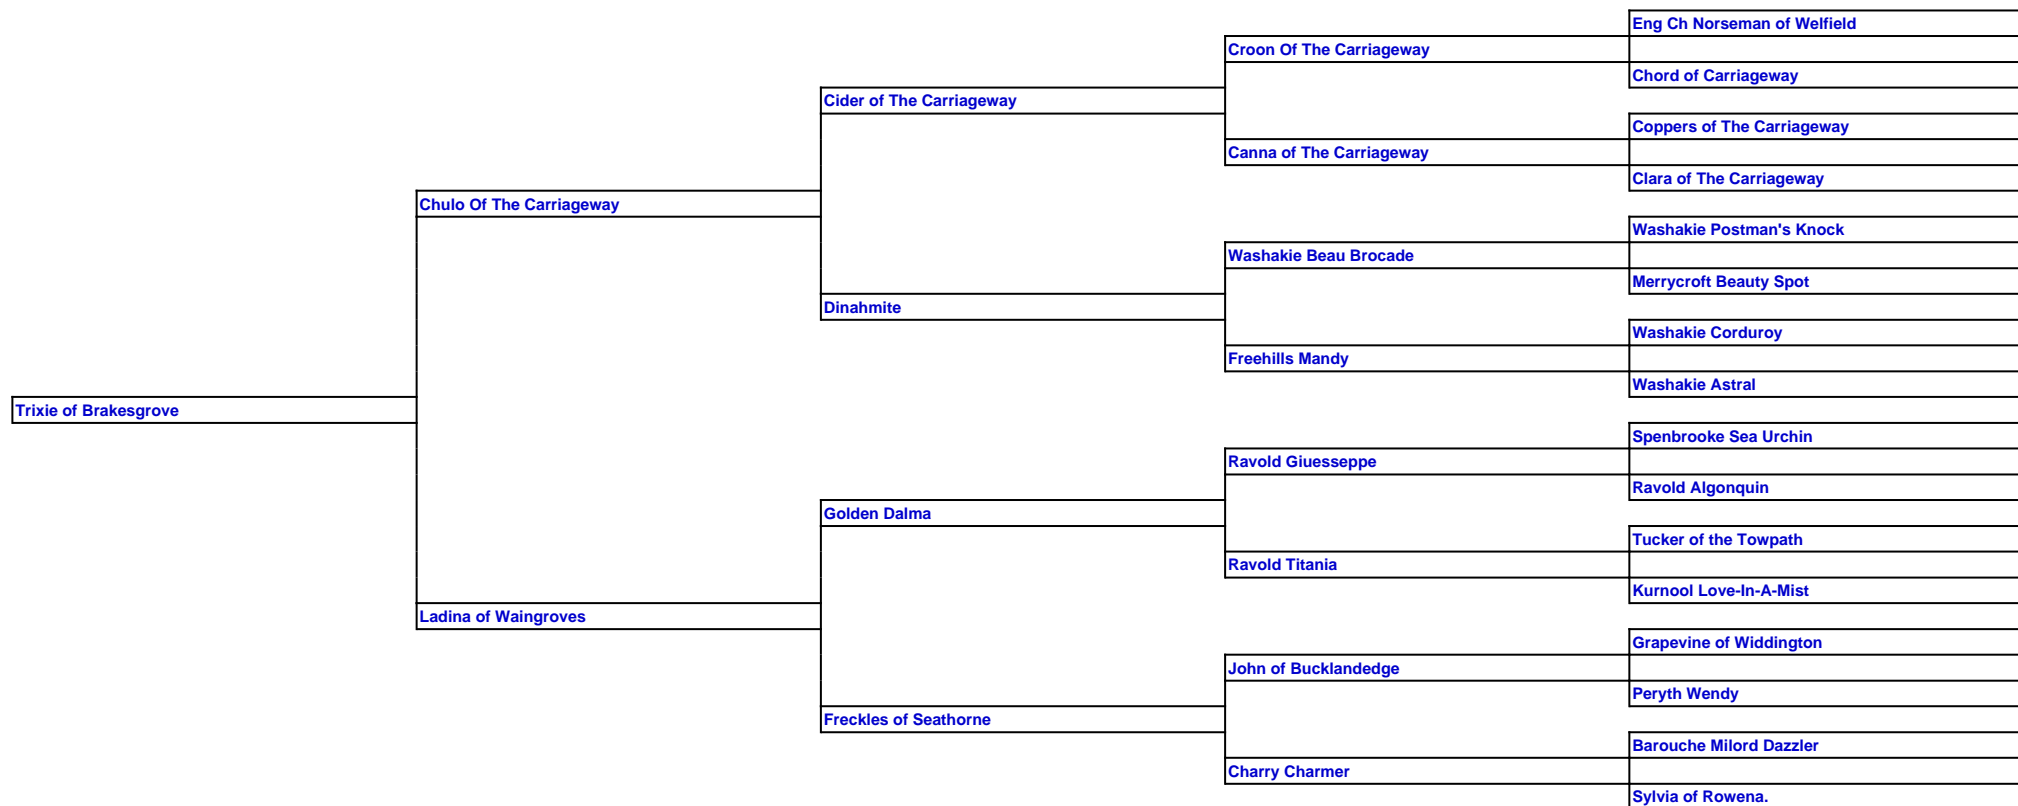 Eng Ch Norseman of Welfield
Croon Of The Carriageway
Chord of Carriageway
Cider of The Carriageway
Coppers of The Carriageway
Canna of The Carriageway
Clara of The Carriageway
Chulo Of The Carriageway
Washakie Postman's Knock
Washakie Beau Brocade
Merrycroft Beauty Spot
Dinahmite
Washakie Corduroy
Freehills Mandy
Washakie Astral
Trixie of Brakesgrove
Spenbrooke Sea Urchin
Ravold Giuesseppe
Ravold Algonquin
Golden Dalma
Tucker of the Towpath
Ravold Titania
Kurnool Love-In-A-Mist
Ladina of Waingroves
Grapevine of Widdington
John of Bucklandedge
Peryth Wendy
Freckles of Seathorne
Barouche Milord Dazzler
Charry Charmer
Sylvia of Rowena.